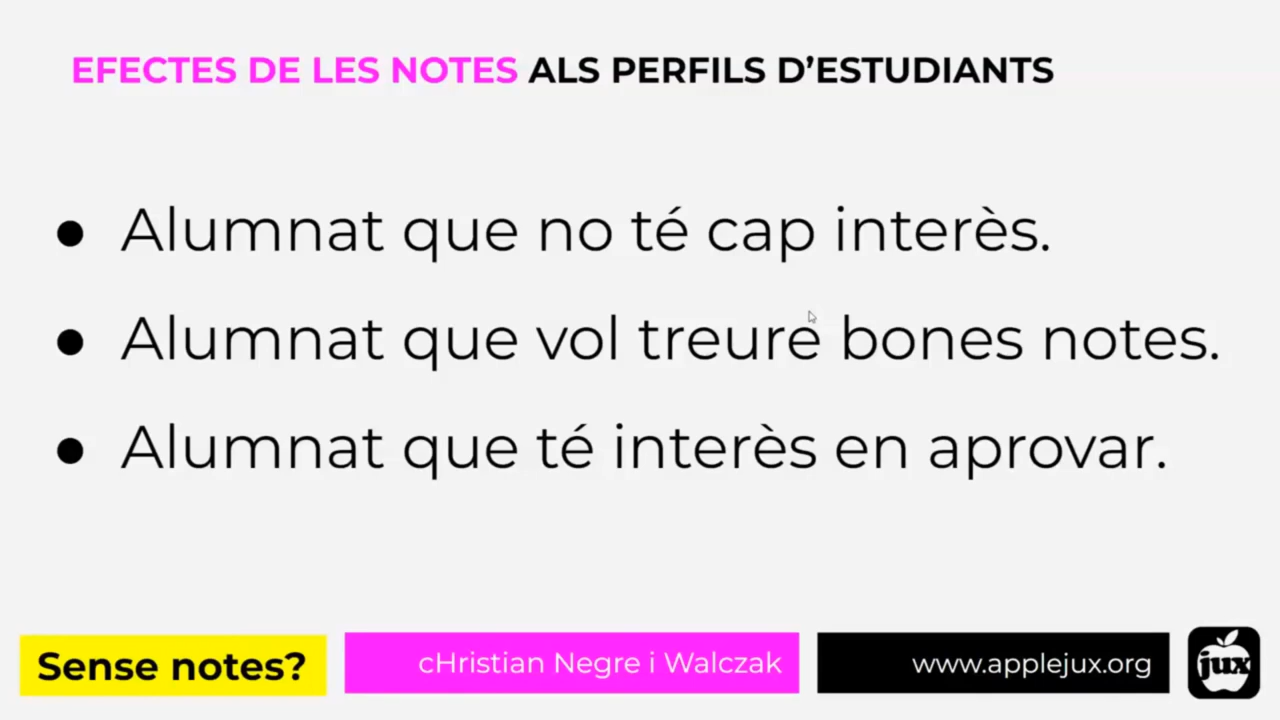 EFECTES DE LES NOTES ALS PERFILS D’ESTUDIANTS
● Alumnat que no té cap interès.
● Alumnat que vol treure bones notes.
● Alumnat que té interès en aprovar.
Sense notes?
cHristian Negre i Walczak
www.applejux.org
jux